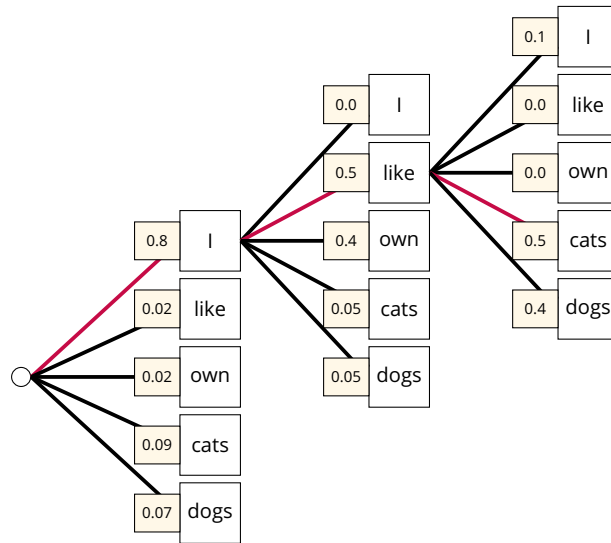 0.8 I
0.02 like
0.02 own
0.09 cats
0.07 dogs
0.0 I
0.5 like
0.4 own
0.05 cats
0.05 dogs
0.1 I
0.0 like
0.0 own
0.5 cats
0.4 dogs